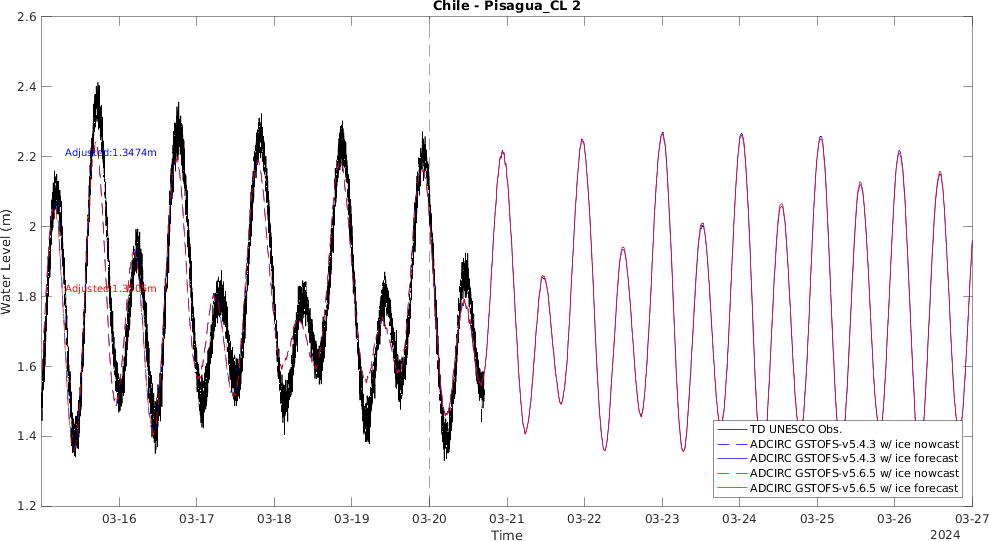 Chile - Pisagua_CL 2
Water Level (m)
2.6
2.4
2.2
2
1.8
1.6
1.4
1.2
Adjusted:1.3474m
TD UNESCO Obs.
ADCIRC GSTOFS-v5.4.3 w/ ice nowcast
ADCIRC GSTOFS-v5.4.3 w/ ice forecast
ADCIRC GSTOFS-v5.6.5 w/ ice nowcast
ADCIRC GSTOFS-v5.6.5 w/ ice forecast
03-16 03-17 03-18 03-19 03-20 03-21 03-22 03-23 03-24 03-25 03-26 03-27
Time
2024